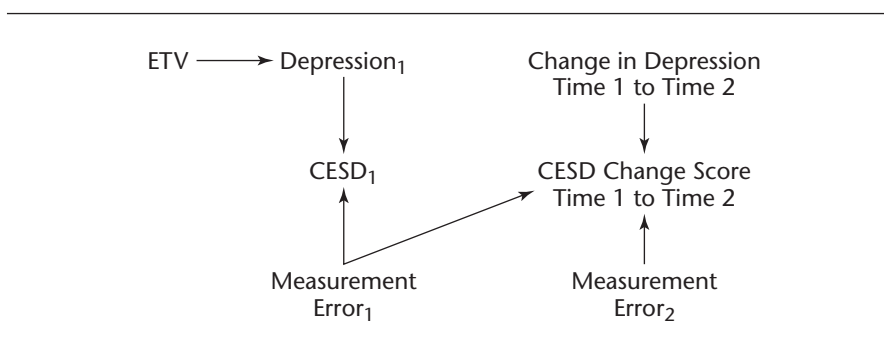 ETV Depression₁ Change in Depression
Time 1 to Time 2
CESD₁ CESD Change Score
Time 1 to Time 2
Measurement Measurement
Error₁ Error₂